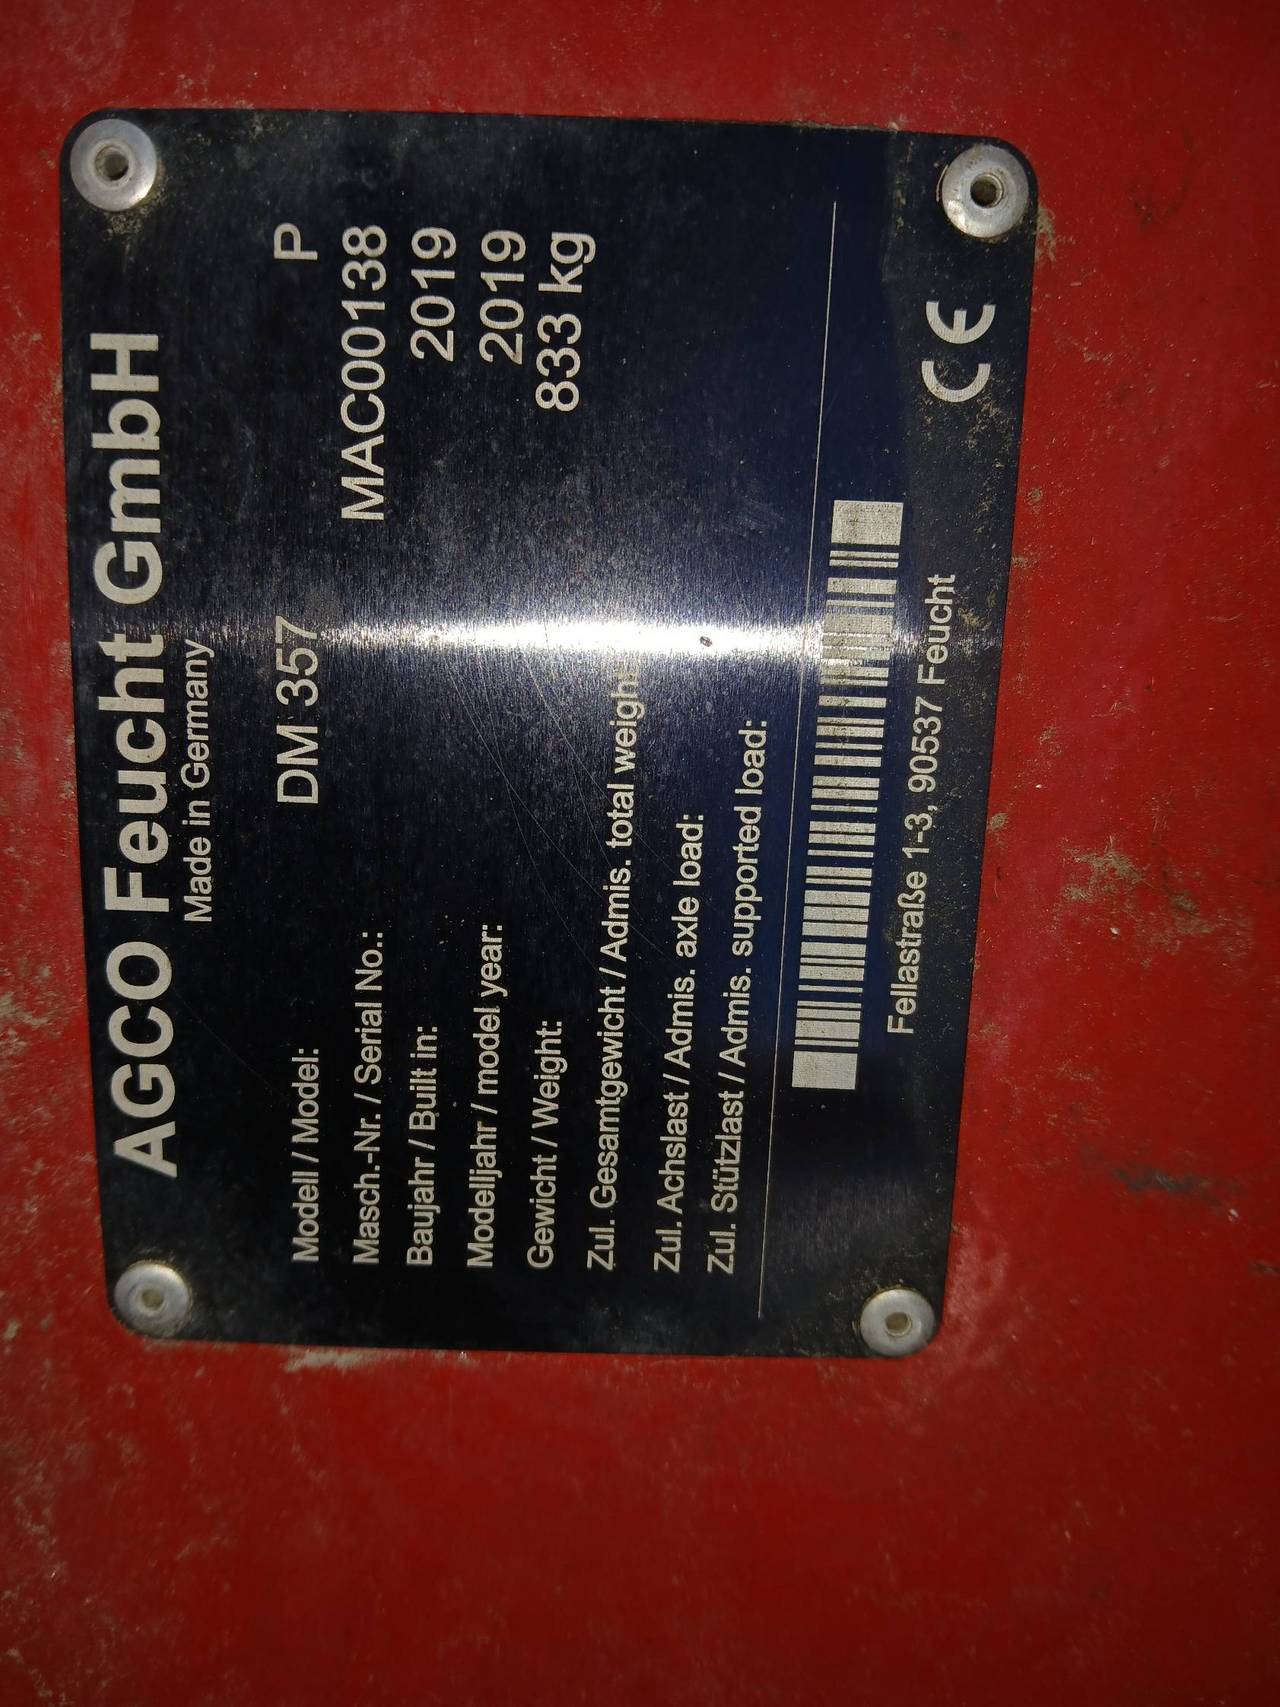 AGCO Feucht GmbH
Made in Germany
Modell / Model: DM 357 P
Masch.-Nr. / Serial No.: MAC00138
Baujahr / Built in: 2019
Modelljahr / model year: 2019
Gewicht / Weight: 833 kg
Zul. Gesamtgewicht / Admis. total weight:
Zul. Achslast / Admis. axle load:
Zul. Stützlast / Admis. supported load:
Fellastraße 1-3, 90537 Feucht
CE